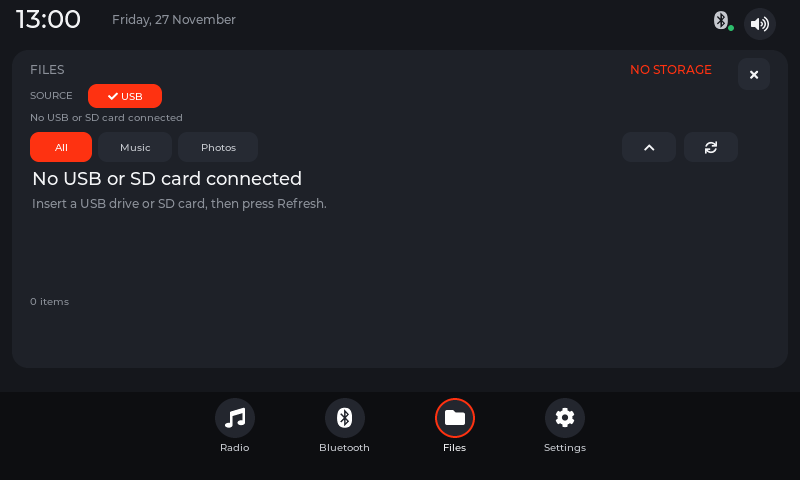 13:00
Friday, 27 November
FILES
NO STORAGE
SOURCE
USB
No USB or SD card connected
All
Music
Photos
No USB or SD card connected
Insert a USB drive or SD card, then press Refresh.
0 items
Radio
Bluetooth
Files
Settings